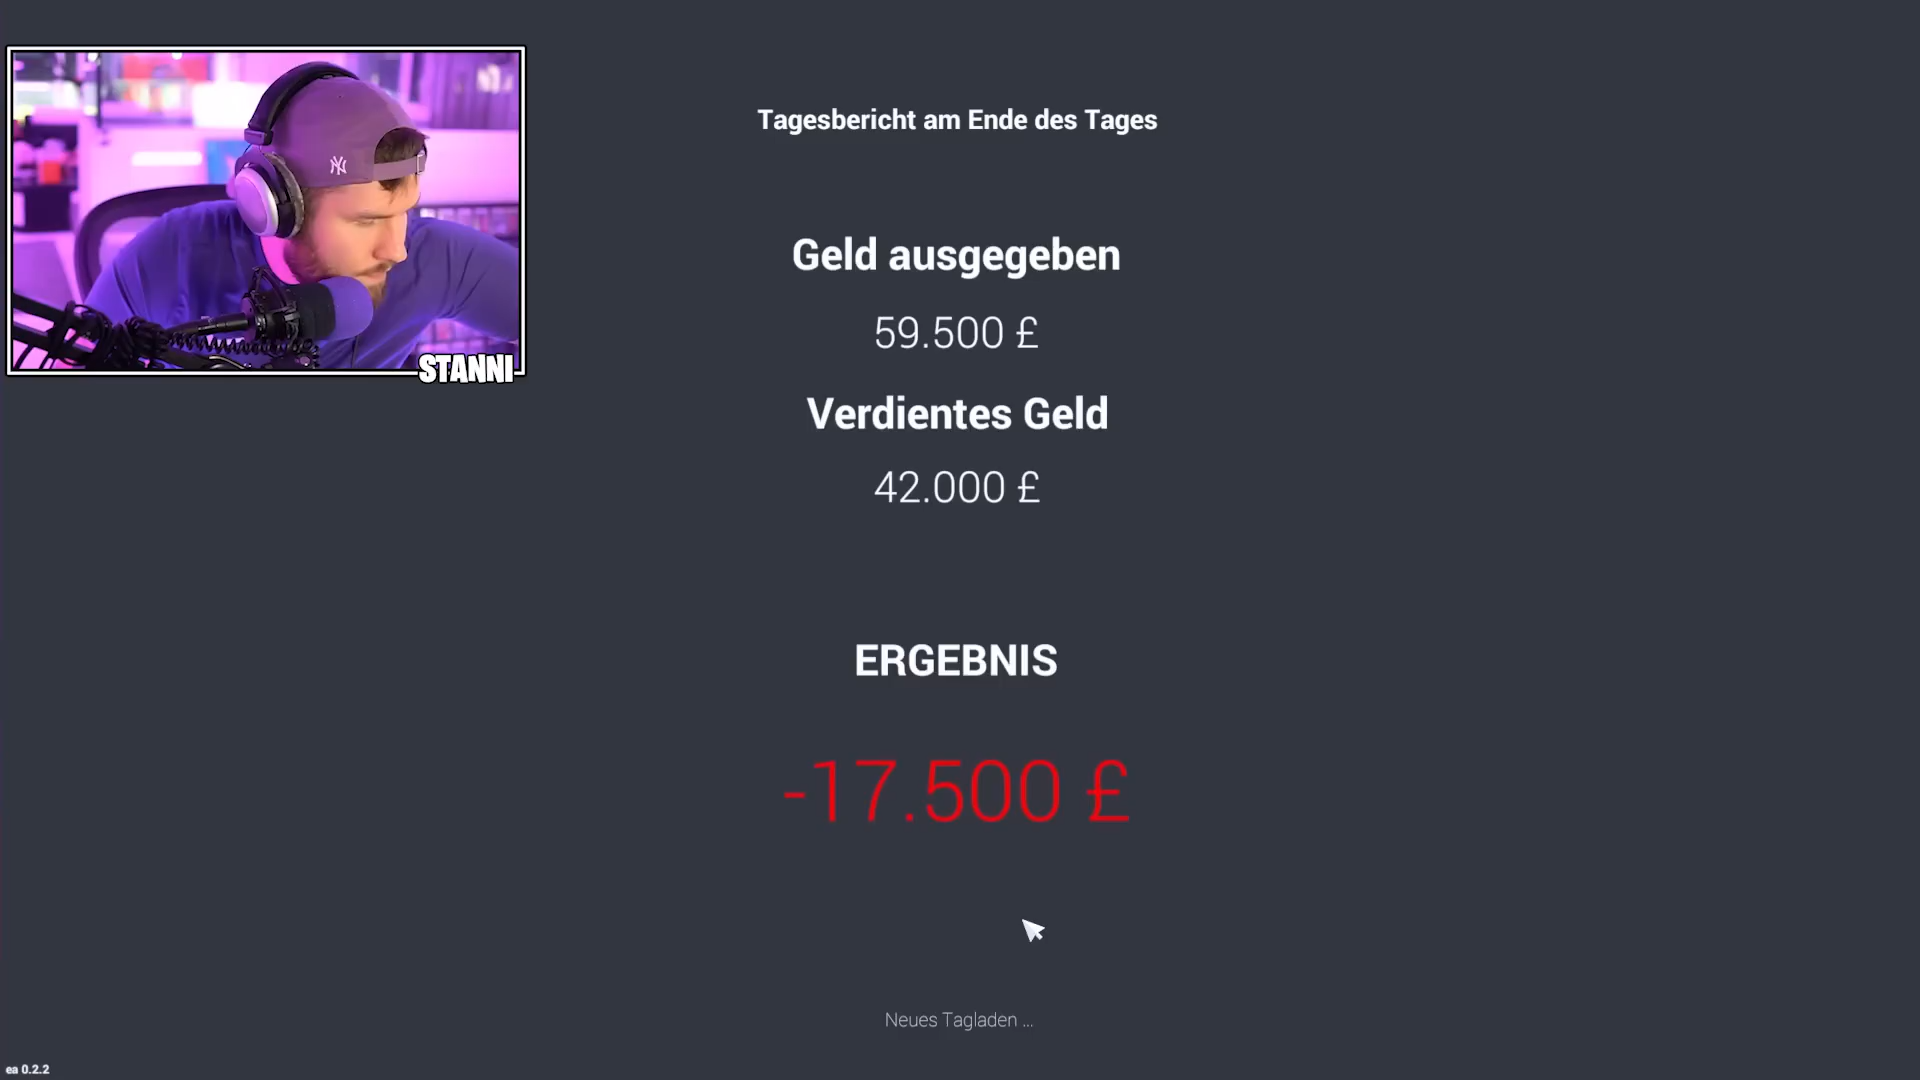 Tagesbericht am Ende des Tages
NY
STANNI
Geld ausgegeben
59.500 £
Verdientes Geld
42.000 £
ERGEBNIS
-17.500 £
Neues Tagladen ...
ea 0.2.2